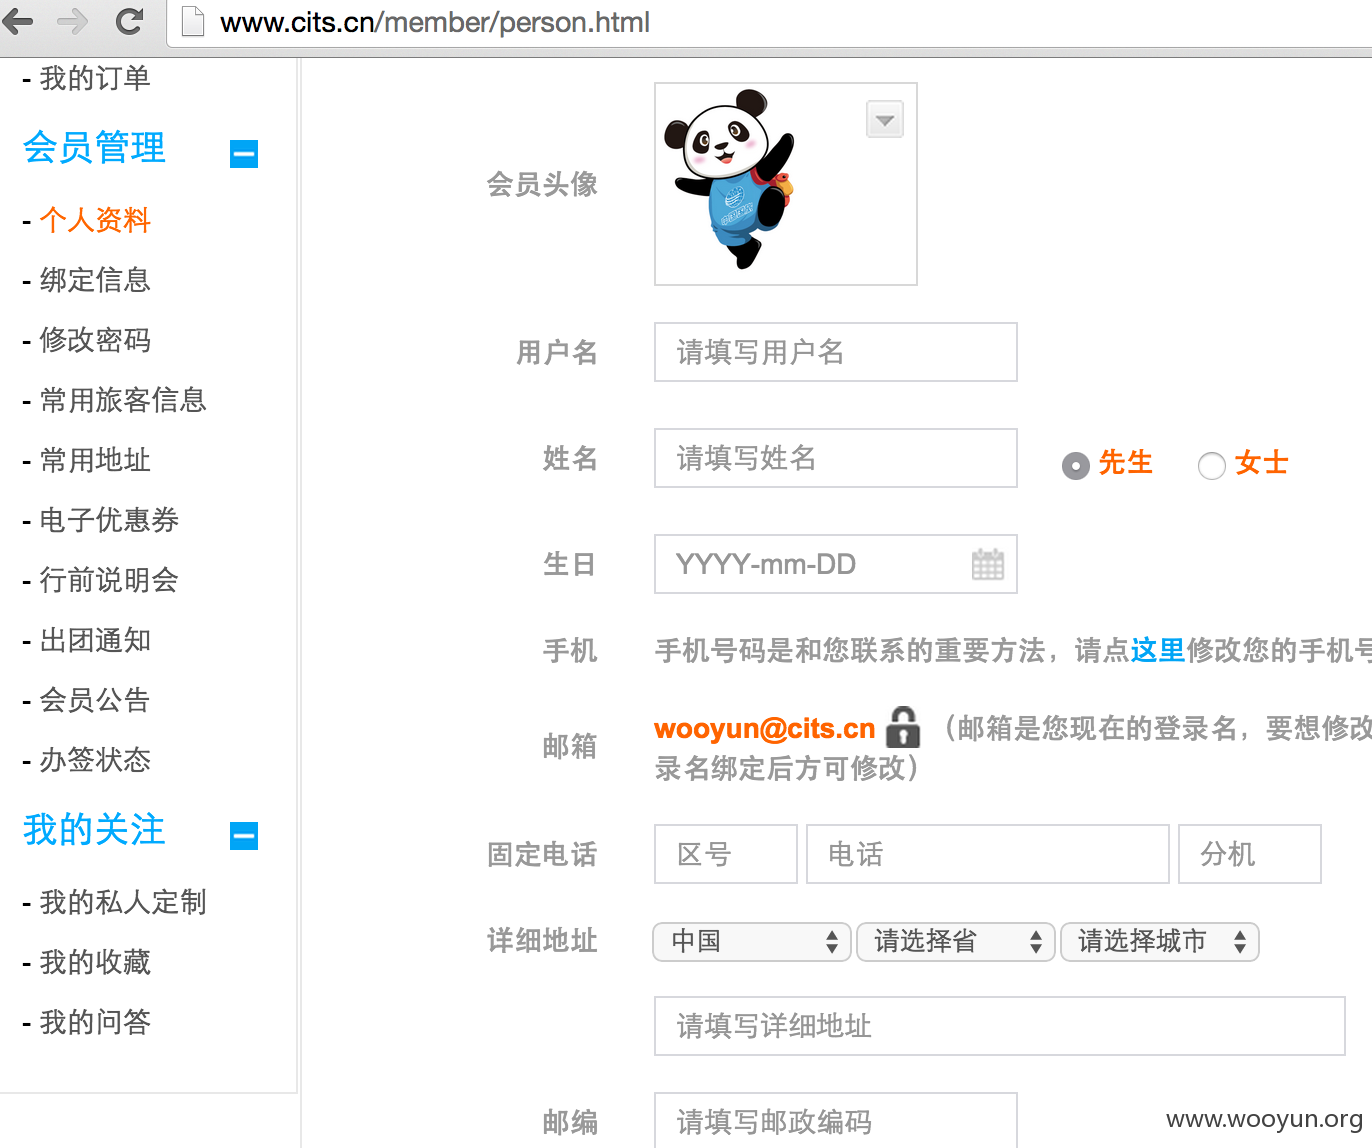 www.cits.cn/member/person.html
- 我的订单
会员管理
- 个人资料
- 绑定信息
- 修改密码
- 常用旅客信息
- 常用地址
- 电子优惠券
- 行前说明会
- 出团通知
- 会员公告
- 办签状态
我的关注
- 我的私人定制
- 我的收藏
- 我的问答
会员头像
用户名 请填写用户名
姓名 请填写姓名 先生 女士
生日 YYYY-mm-DD
手机 手机号码是和您联系的重要方法，请点这里修改您的手机号
邮箱 wooyun@cits.cn （邮箱是您现在的登录名，要想修改
录名绑定后方可修改）
固定电话 区号 电话 分机
详细地址 中国 请选择省 请选择城市
请填写详细地址
邮编 请填写邮政编码
www.wooyun.org